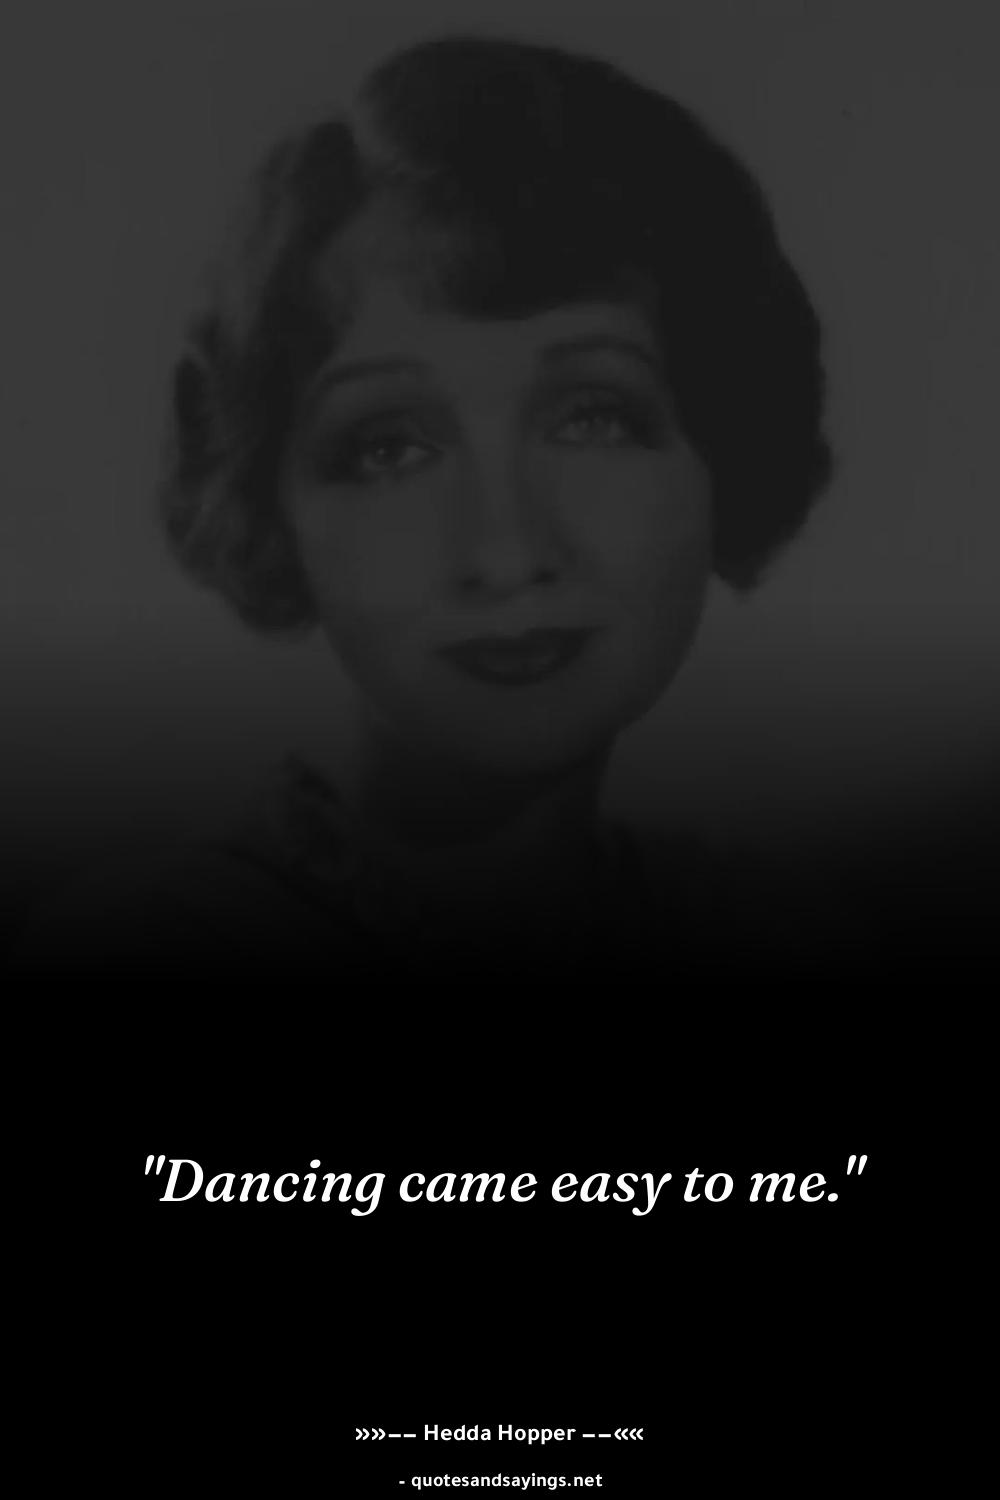 "Dancing came easy to me."
»»−− Hedda Hopper −−««
- quotesandsayings.net